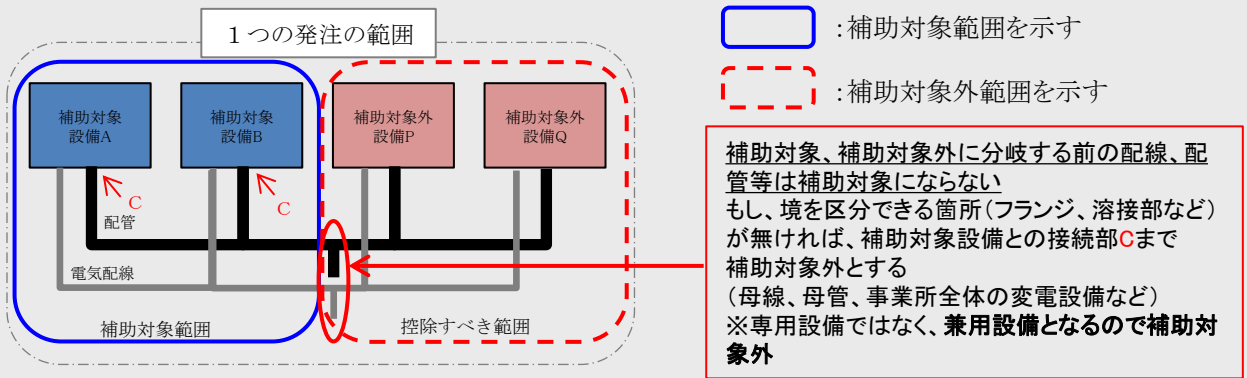 １つの発注の範囲
補助対象
設備A
補助対象
設備B
補助対象外
設備P
補助対象外
設備Q
C
C
配管
電気配線
補助対象範囲
控除すべき範囲
：補助対象範囲を示す
：補助対象外範囲を示す
補助対象、補助対象外に分岐する前の配線、配
管等は補助対象にならない
もし、境を区分できる箇所（フランジ、溶接部など）
が無ければ、補助対象設備との接続部Cまで
補助対象外とする
（母線、母管、事業所全体の変電設備など）
※専用設備ではなく、兼用設備となるので補助対
象外